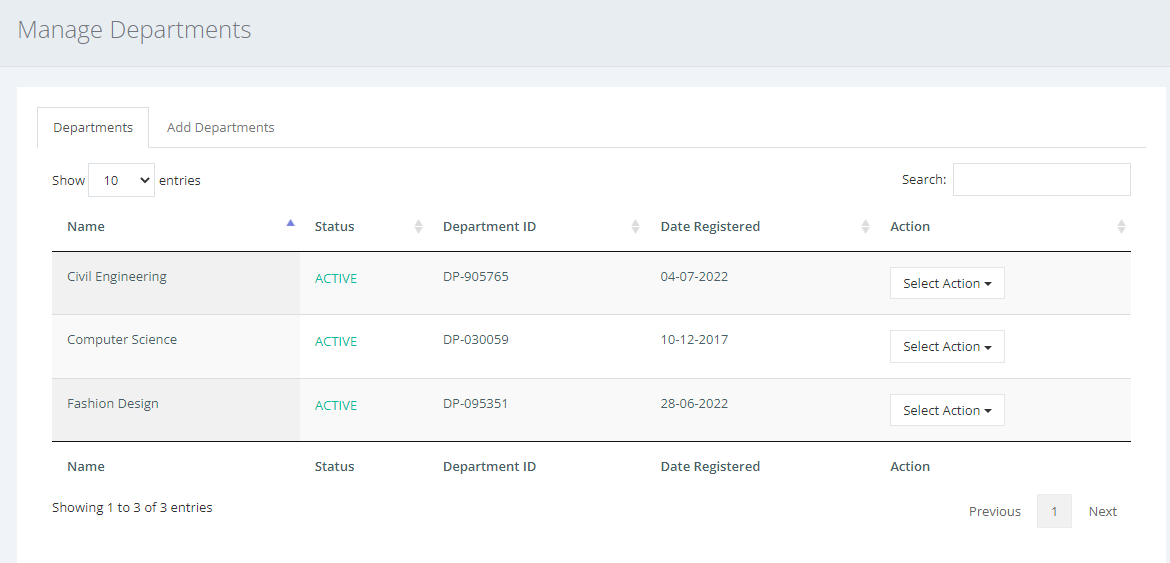 Manage Departments
Departments Add Departments
Show 10 entries Search:
Name Status Department ID Date Registered Action
Civil Engineering ACTIVE DP-905765 04-07-2022 Select Action
Computer Science ACTIVE DP-030059 10-12-2017 Select Action
Fashion Design ACTIVE DP-095351 28-06-2022 Select Action
Name Status Department ID Date Registered Action
Showing 1 to 3 of 3 entries Previous 1 Next